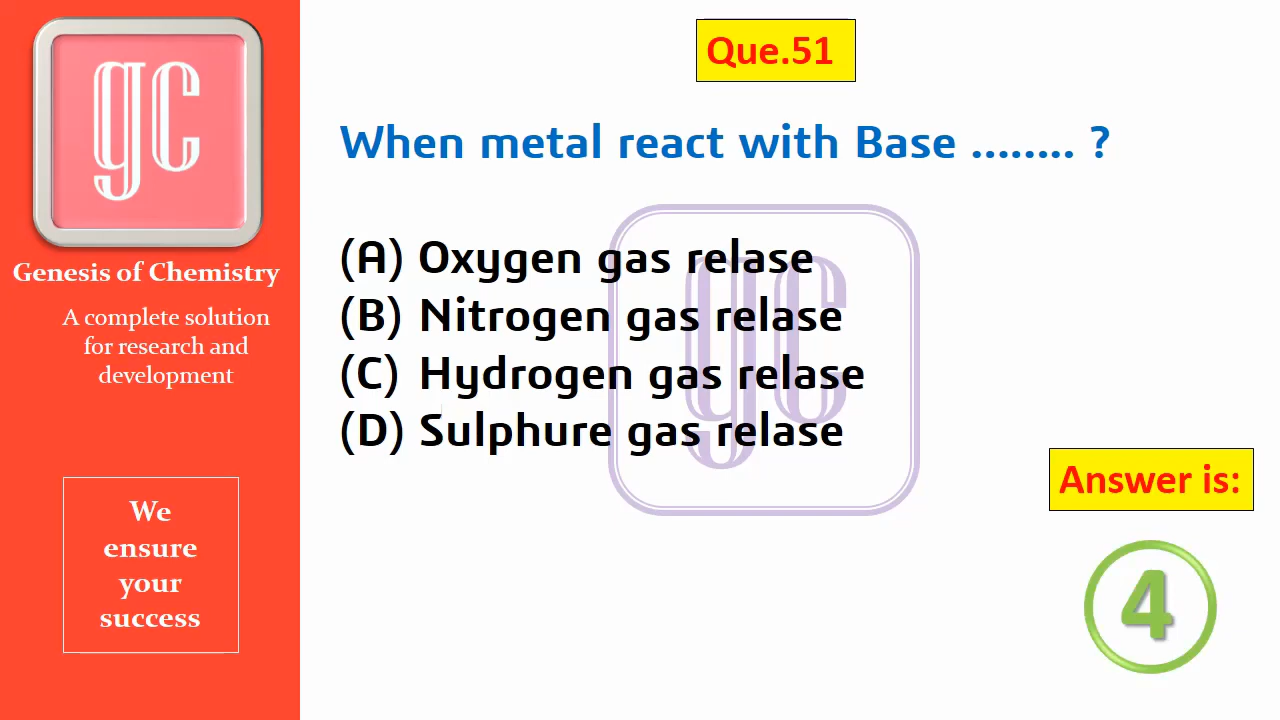 gc
Genesis of Chemistry
A complete solution
for research and
development
We
ensure
your
success
Que.51
When metal react with Base ........ ?
(A) Oxygen gas relase
(B) Nitrogen gas relase
(C) Hydrogen gas relase
(D) Sulphure gas relase
gc
Answer is:
4